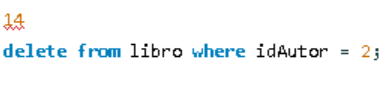 14
delete from libro where idAutor = 2;